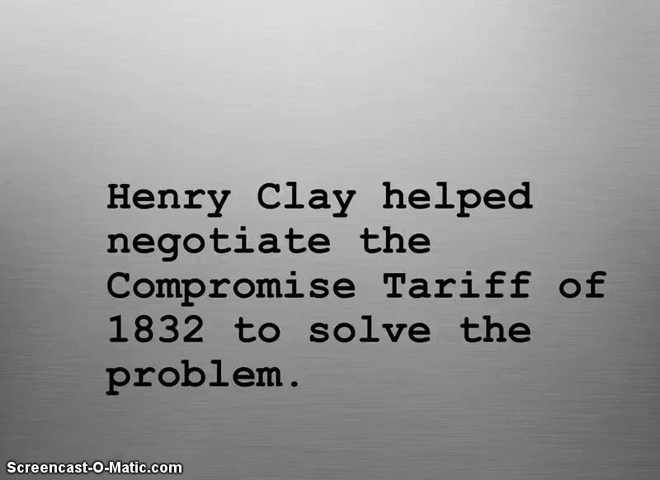 Henry Clay helped
negotiate the
Compromise Tariff of
1832 to solve the
problem.
Screencast-O-Matic.com